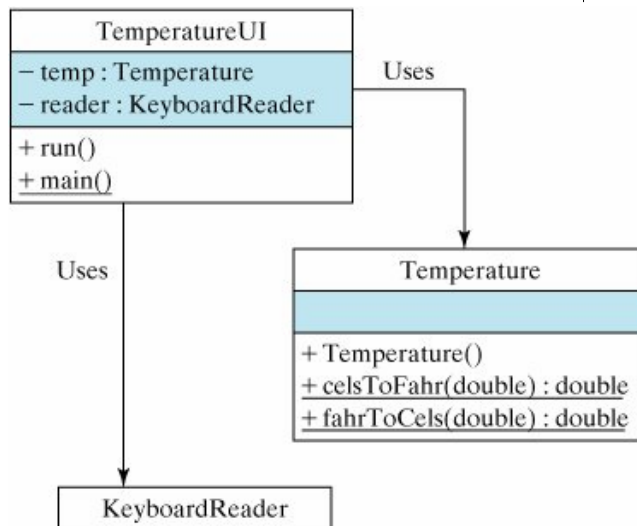 TemperatureUI
– temp : Temperature
– reader : KeyboardReader
+ run()
+ main()
Uses
Uses
Temperature
+ Temperature()
+ celsToFahr(double) : double
+ fahrToCels(double) : double
KeyboardReader